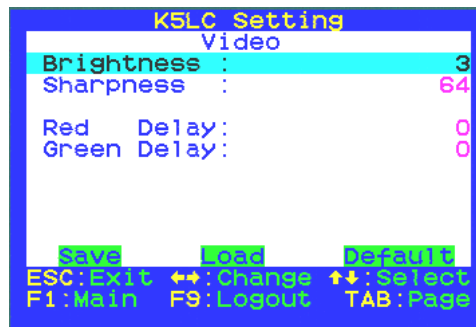 K5LC Setting
Video
Brightness : 3
Sharpness : 64
Red Delay: 0
Green Delay: 0
Save Load Default
ESC:Exit ↔:Change ↕:Select
F1:Main F9:Logout TAB:Page